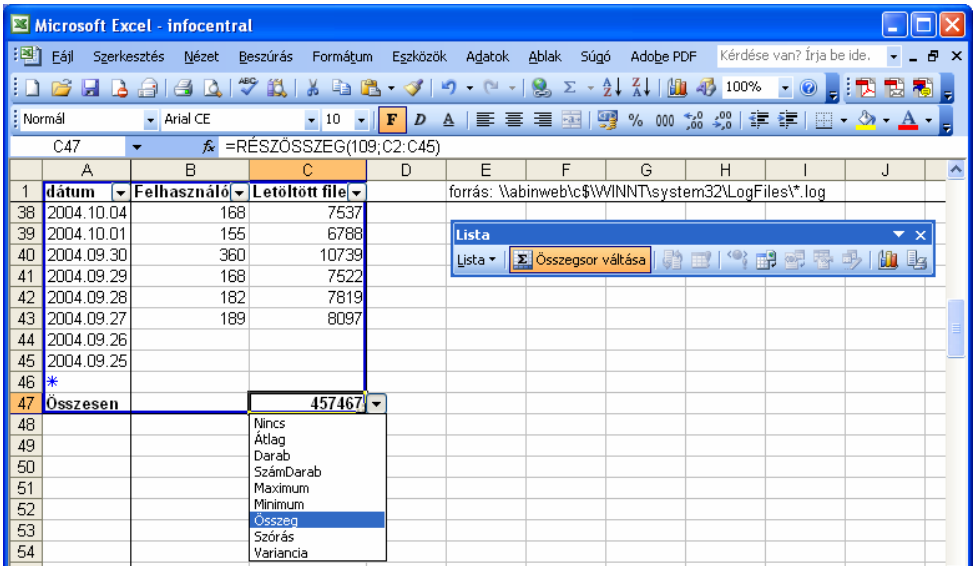 Microsoft Excel - infocentral
Fájl Szerkesztés Nézet Beszúrás Formátum Eszközök Adatok Ablak Súgó Adobe PDF Kérdése van? Írja be ide.
100%
Normál Arial CE 10 F D A % 000
C47 fx =RÉSZÖSSZEG(109;C2:C45)
A B C D E F G H I J
1 dátum Felhasználó Letöltött file forrás: \\abinweb\c$\WINNT\system32\LogFiles\*.log
38 2004.10.04 168 7537
39 2004.10.01 155 6788
40 2004.09.30 360 10739
41 2004.09.29 168 7522
42 2004.09.28 182 7819
43 2004.09.27 189 8097
44 2004.09.26
45 2004.09.25
46 *
47 Összesen 457467
48
49
50
51
52
53
54
Lista
Lista Σ Összegsor váltása
Nincs
Átlag
Darab
SzámDarab
Maximum
Minimum
Összeg
Szórás
Variancia